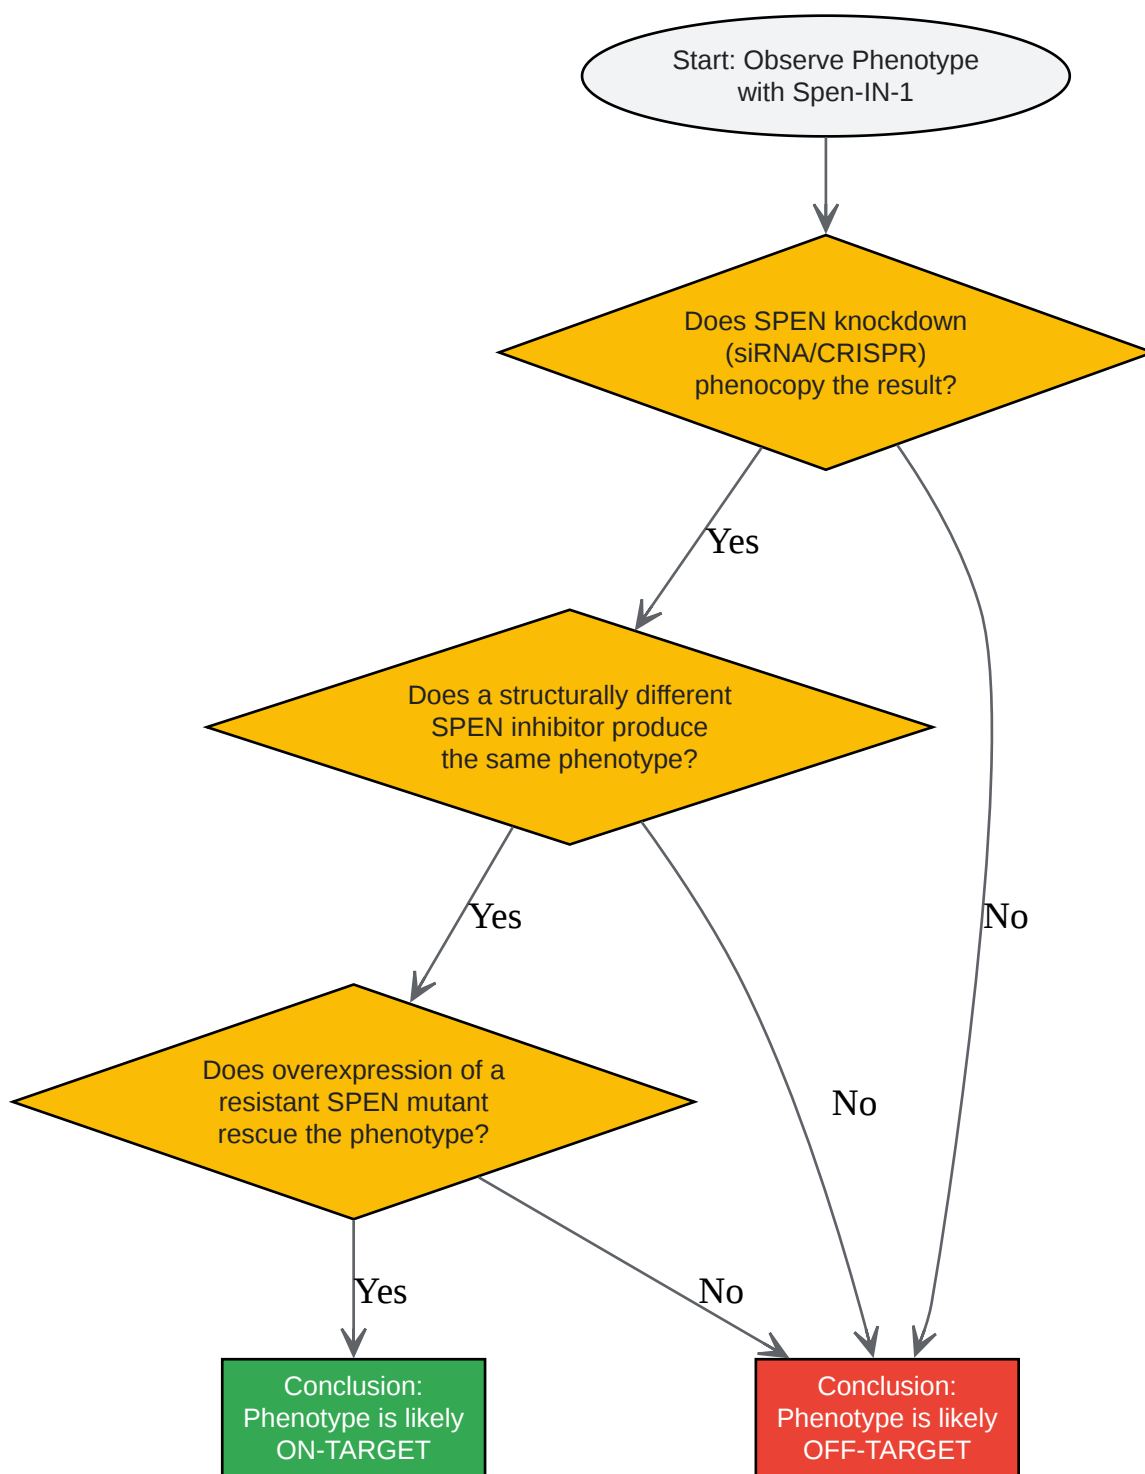 Start: Observe Phenotype
with Spen-IN-1
Does SPEN knockdown
(siRNA/CRISPR)
phenocopy the result?
Yes
Does a structurally different
SPEN inhibitor produce
the same phenotype?
Yes
No
Does overexpression of a
resistant SPEN mutant
rescue the phenotype?
No
Yes
No
Conclusion:
Phenotype is likely
ON-TARGET
Conclusion:
Phenotype is likely
OFF-TARGET